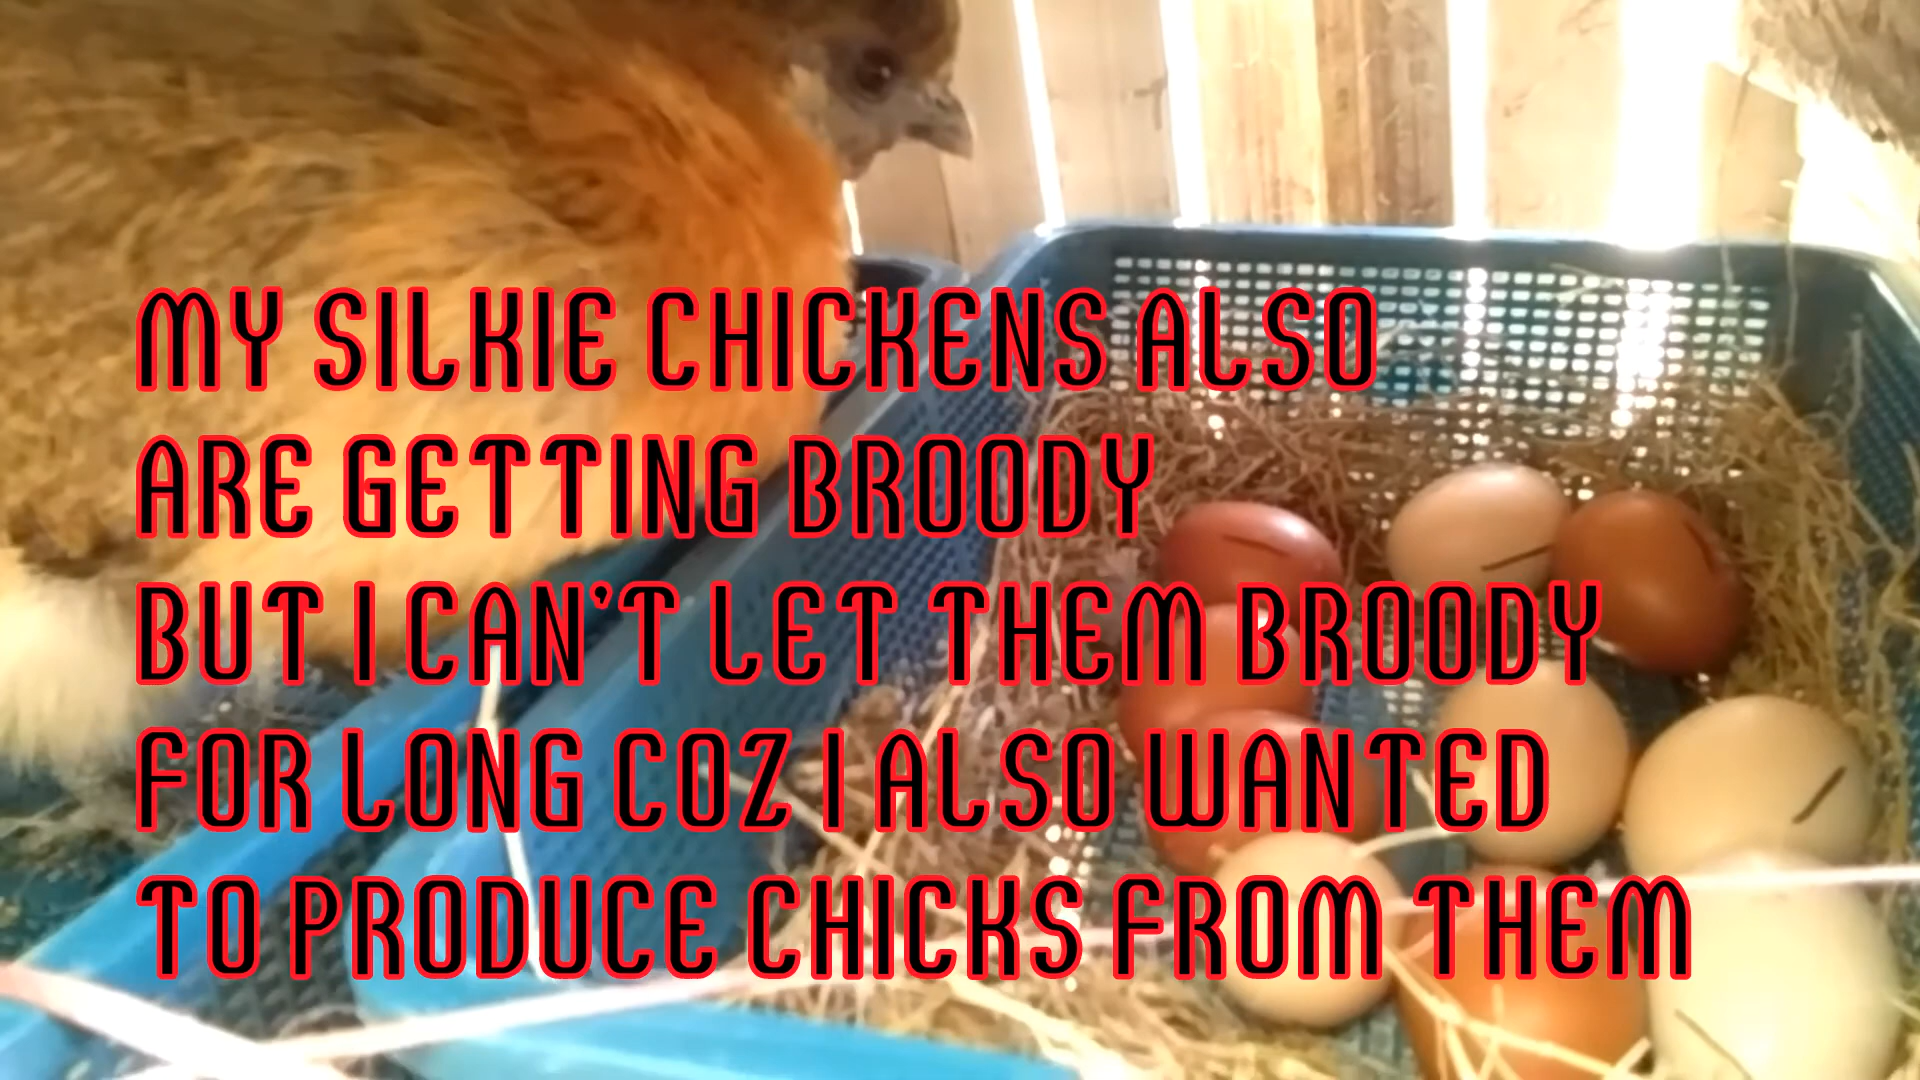 MY SILKIE CHICKENS ALSO
ARE GETTING BROODY
BUT I CAN'T LET THEM BROODY
FOR LONG COZ I ALSO WANTED
TO PRODUCE CHICKS FROM THEM